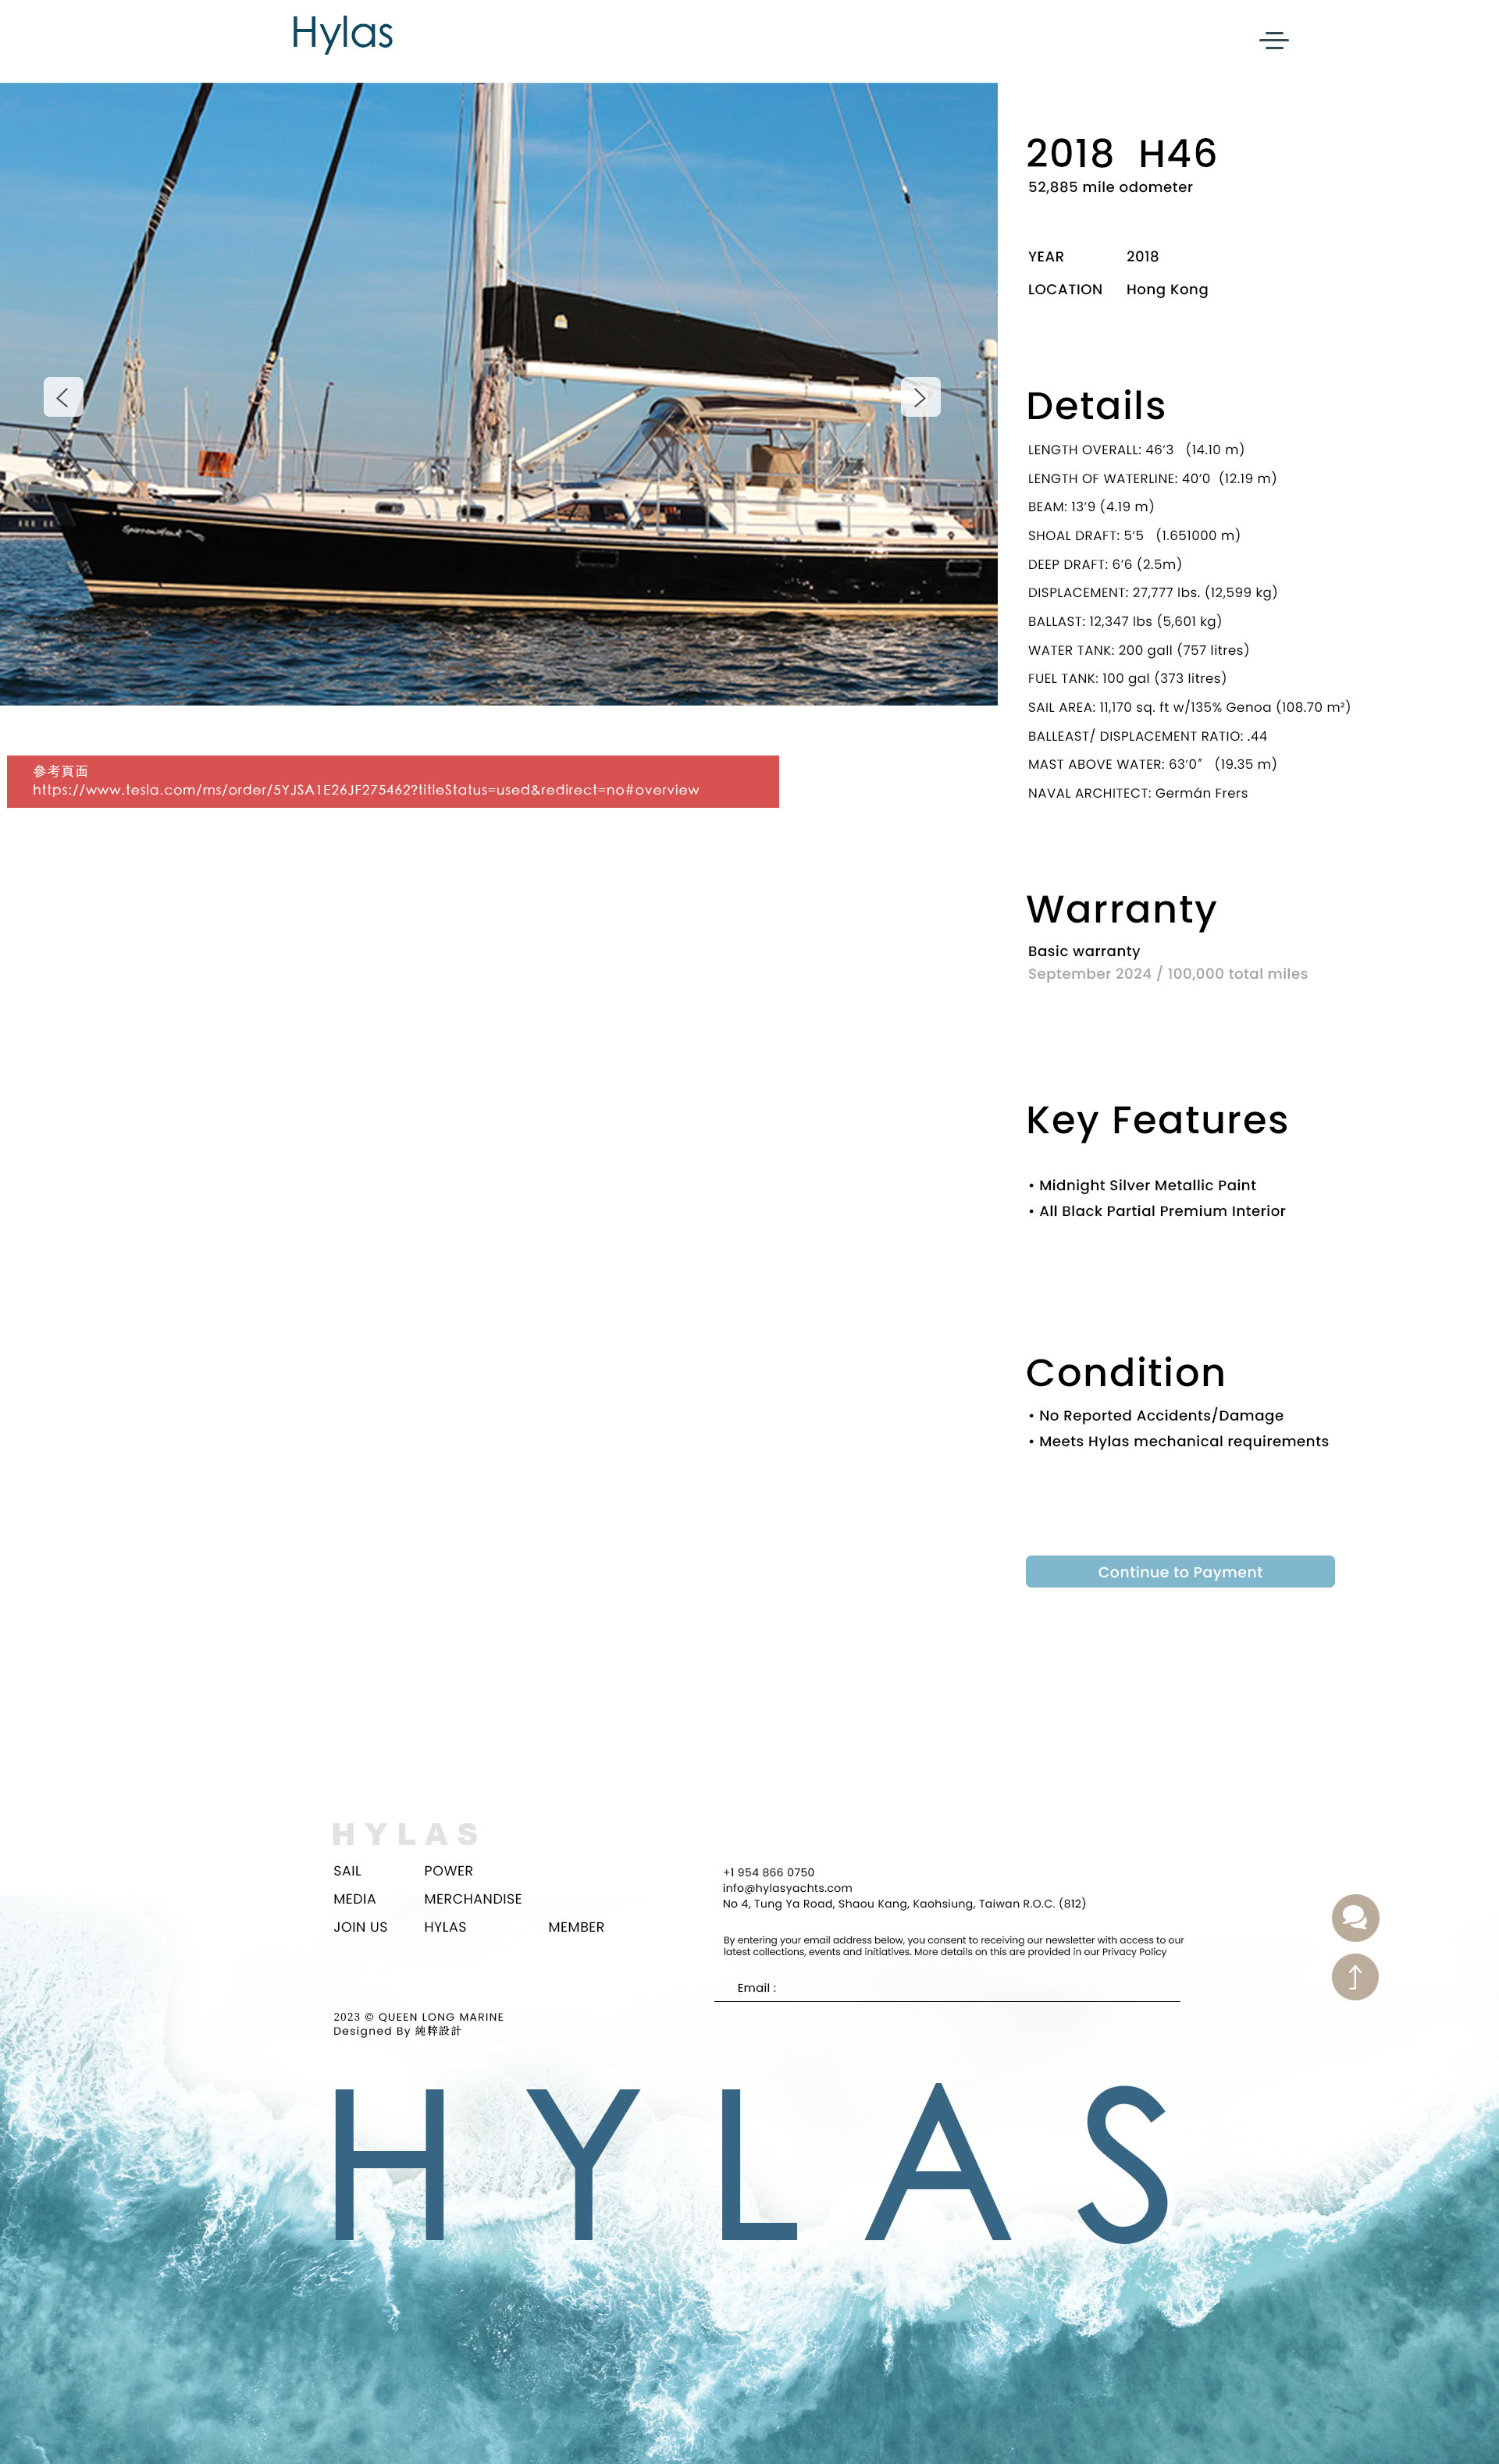 Hylas
2018 H46
52,885 mile odometer
YEAR 2018
LOCATION Hong Kong
Details
LENGTH OVERALL: 46'3 (14.10 m)
LENGTH OF WATERLINE: 40'0 (12.19 m)
BEAM: 13'9 (4.19 m)
SHOAL DRAFT: 5'5 (1.651000 m)
DEEP DRAFT: 6'6 (2.5m)
DISPLACEMENT: 27,777 lbs. (12,599 kg)
BALLAST: 12,347 lbs (5,601 kg)
WATER TANK: 200 gall (757 litres)
FUEL TANK: 100 gal (373 litres)
SAIL AREA: 11,170 sq. ft w/135% Genoa (108.70 m²)
BALLEAST/ DISPLACEMENT RATIO: .44
MAST ABOVE WATER: 63'0″ (19.35 m)
NAVAL ARCHITECT: Germán Frers
參考頁面
https://www.tesla.com/ms/order/5YJSA1E26JF275462?titleStatus=used&redirect=no#overview
Warranty
Basic warranty
September 2024 / 100,000 total miles
Key Features
• Midnight Silver Metallic Paint
• All Black Partial Premium Interior
Condition
• No Reported Accidents/Damage
• Meets Hylas mechanical requirements
Continue to Payment
HYLAS
SAIL POWER
MEDIA MERCHANDISE
JOIN US HYLAS MEMBER
+1 954 866 0750
info@hylasyachts.com
No 4, Tung Ya Road, Shaou Kang, Kaohsiung, Taiwan R.O.C. (812)
By entering your email address below, you consent to receiving our newsletter with access to our
latest collections, events and initiatives. More details on this are provided in our Privacy Policy
Email :
2023 © QUEEN LONG MARINE
Designed By 純粹設計
HYLAS